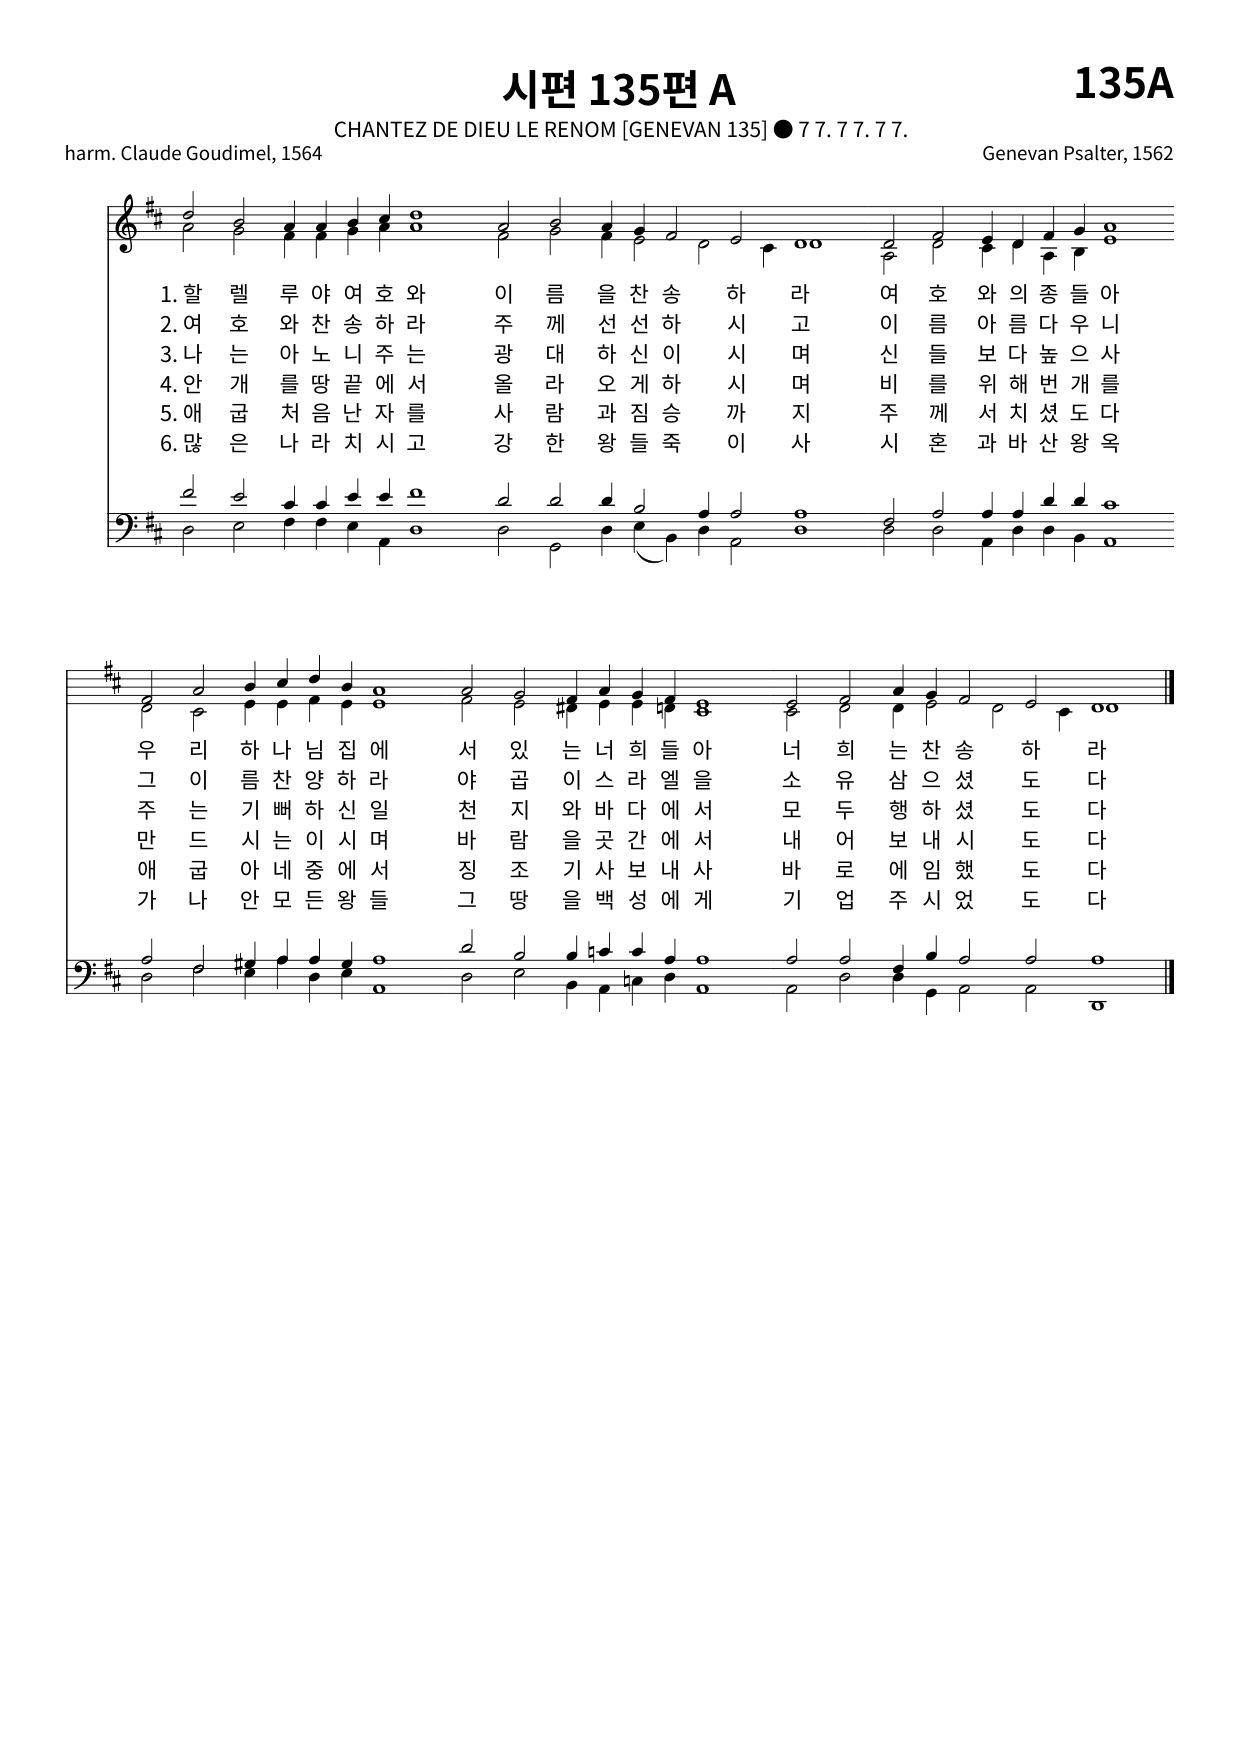 시편 135편 A
135A
CHANTEZ DE DIEU LE RENOM [GENEVAN 135] ● 7 7. 7 7. 7 7.
harm. Claude Goudimel, 1564
Genevan Psalter, 1562
1. 할 렐 루 야 여 호 와 이 름 을 찬 송 하 라 여 호 와 의 종 들 아
2. 여 호 와 찬 송 하 라 주 께 선 선 하 시 고 이 름 아 름 다 우 니
3. 나 는 아 노 니 주 는 광 대 하 신 이 시 며 신 들 보 다 높 으 사
4. 안 개 를 땅 끝 에 서 올 라 오 게 하 시 며 비 를 위 해 번 개 를
5. 애 굽 처 음 난 자 를 사 람 과 짐 승 까 지 주 께 서 치 셨 도 다
6. 많 은 나 라 치 시 고 강 한 왕 들 죽 이 사 시 혼 과 바 산 왕 옥
우 리 하 나 님 집 에 서 있 는 너 희 들 아 너 희 는 찬 송 하 라
그 이 름 찬 양 하 라 야 곱 이 스 라 엘 을 소 유 삼 으 셨 도 다
주 는 기 뻐 하 신 일 천 지 와 바 다 에 서 모 두 행 하 셨 도 다
만 드 시 는 이 시 며 바 람 을 곳 간 에 서 내 어 보 내 시 도 다
애 굽 아 네 중 에 서 징 조 기 사 보 내 사 바 로 에 임 했 도 다
가 나 안 모 든 왕 들 그 땅 을 백 성 에 게 기 업 주 시 었 도 다